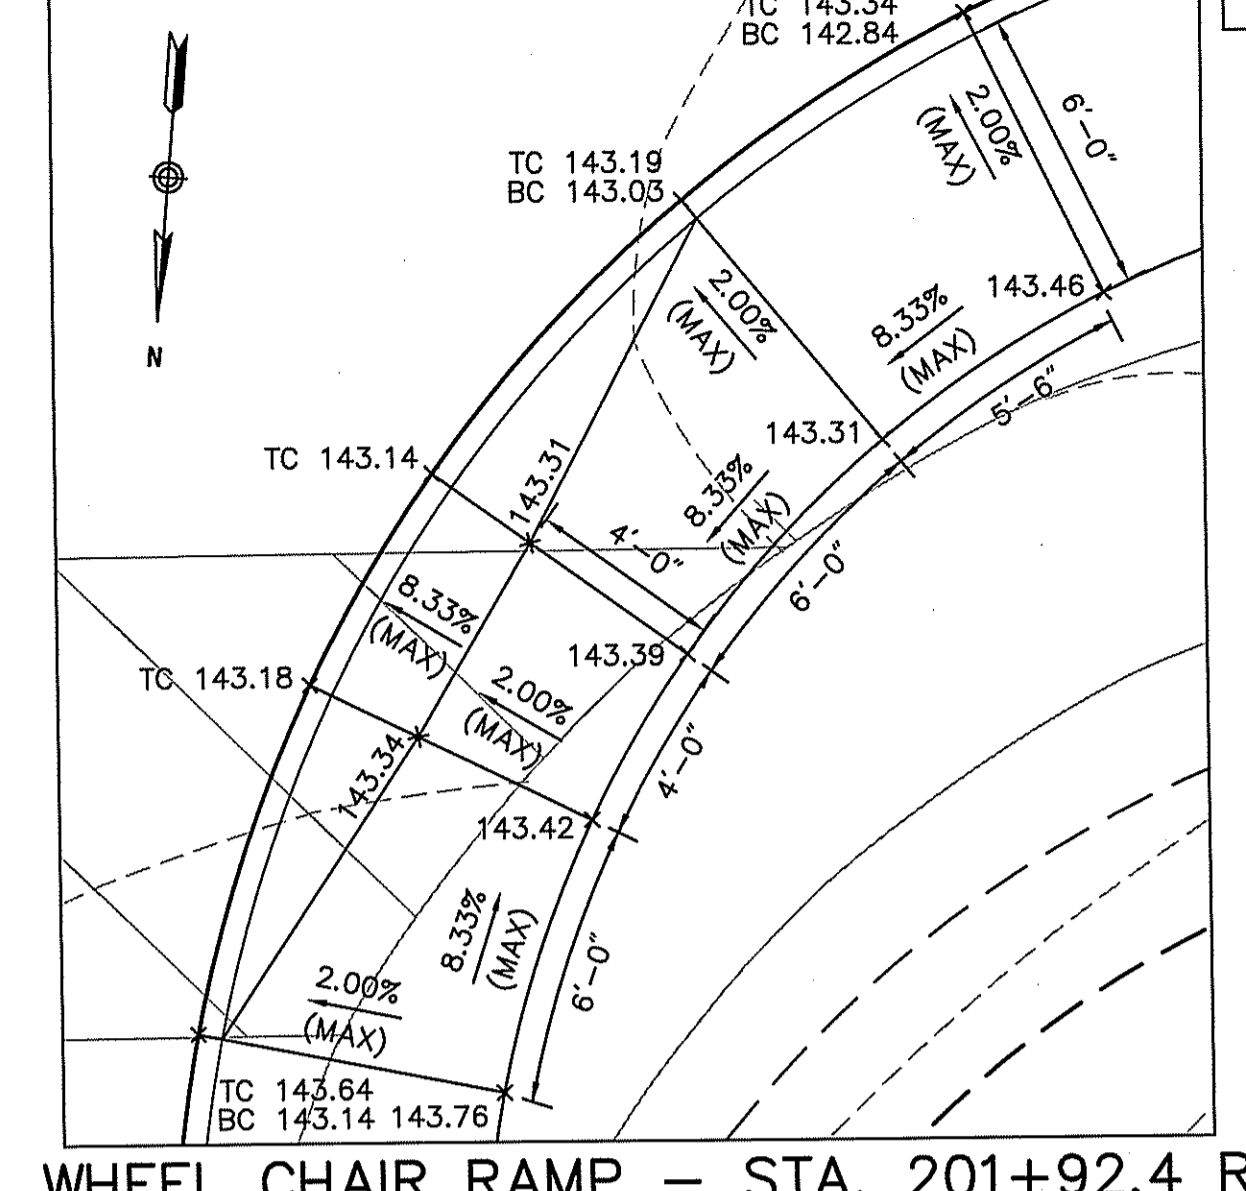 TC 143.34
BC 142.84
2.00%
(MAX)
6'-0"
TC 143.19
BC 143.03
2.00%
(MAX)
8.33%
(MAX)
143.46
5'-6"
143.31
TC 143.14
143.31
8.33%
(MAX)
4'-0"
6'-0"
8.33%
(MAX)
143.39
TC 143.18
2.00%
(MAX)
143.34
4'-0"
143.42
8.33%
(MAX)
6'-0"
2.00%
(MAX)
TC 143.64
BC 143.14 143.76
N
WHEEL CHAIR RAMP – STA. 201+92.4 R